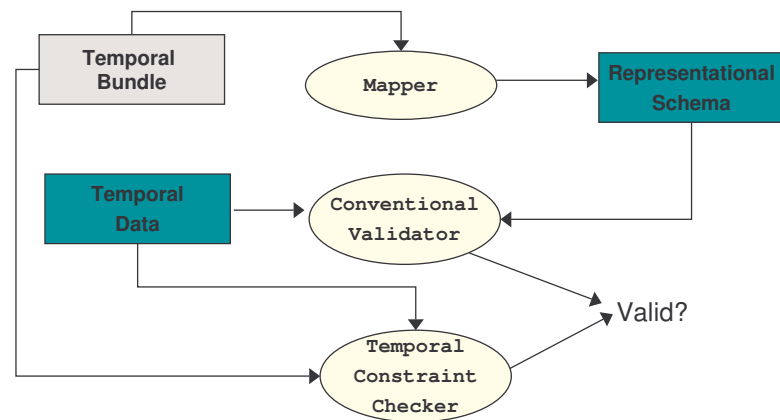 Temporal
Bundle
Mapper
Representational
Schema
Temporal
Data
Conventional
Validator
Valid?
Temporal
Constraint
Checker